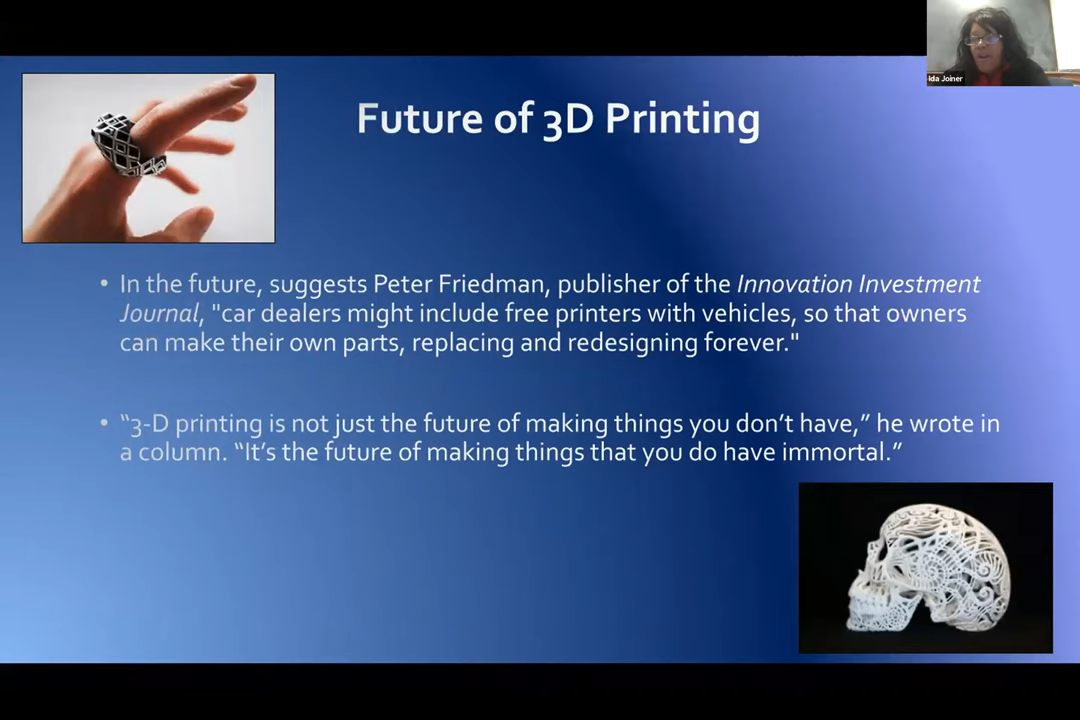 lda Joiner
Future of 3D Printing
• In the future, suggests Peter Friedman, publisher of the Innovation Investment
Journal, "car dealers might include free printers with vehicles, so that owners
can make their own parts, replacing and redesigning forever."
• “3-D printing is not just the future of making things you don’t have,” he wrote in
a column. “It’s the future of making things that you do have immortal.”